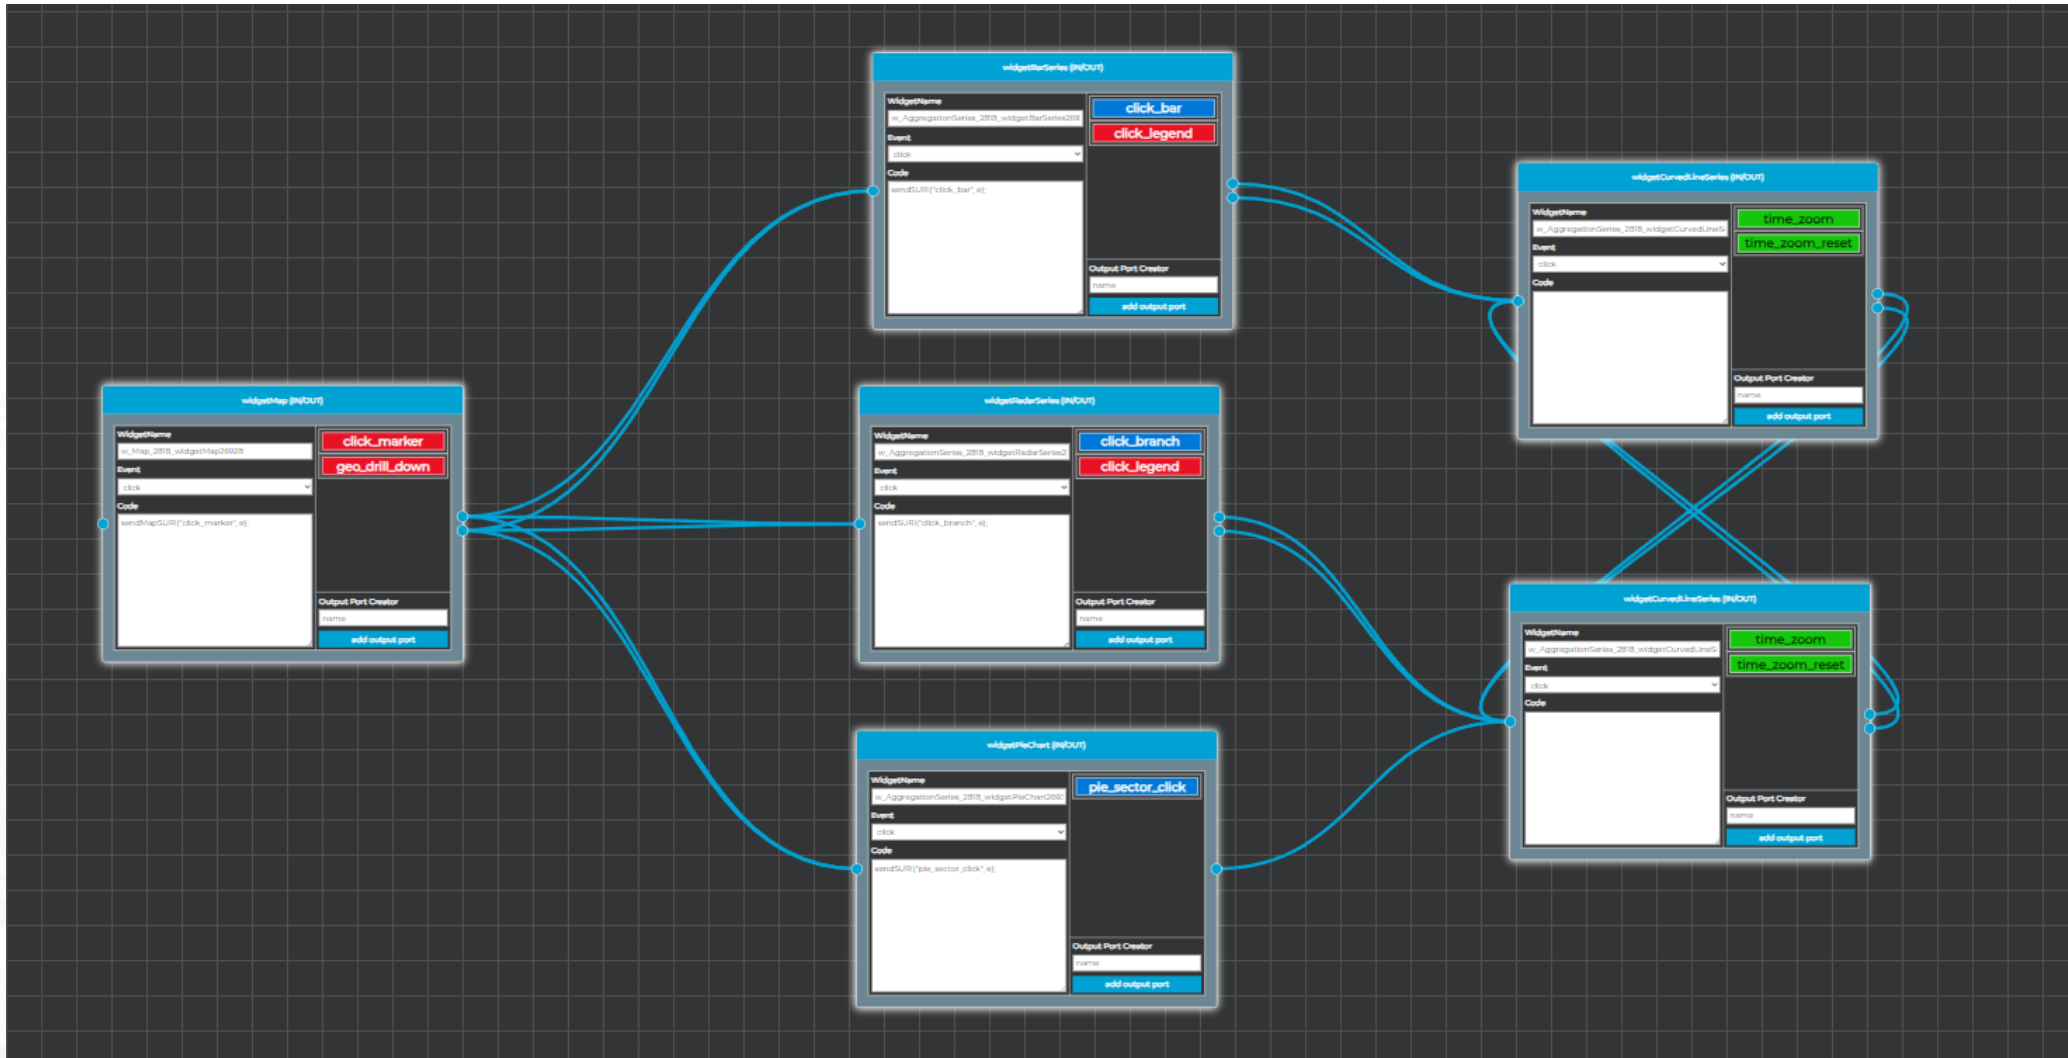 widgetBarSeries (IN/OUT)
WidgetName
w_AggregationSeries_2818_widgetBarSeries269
Event
click
Code
sendSURI("click_bar", e);
click_bar
click_legend
Output Port Creator
name
add output port
widgetCurvedLineSeries (IN/OUT)
WidgetName
w_AggregationSeries_2818_widgetCurvedLineS
Event
click
Code
time_zoom
time_zoom_reset
Output Port Creator
name
add output port
widgetMap (IN/OUT)
WidgetName
w_Map_2818_widgetMap26928
Event
click
Code
sendMapSURI("click_marker", e);
click_marker
geo_drill_down
Output Port Creator
name
add output port
widgetRadarSeries (IN/OUT)
WidgetName
w_AggregationSeries_2818_widgetRadarSeries2
Event
click
Code
sendSURI("click_branch", e);
click_branch
click_legend
Output Port Creator
name
add output port
widgetCurvedLineSeries (IN/OUT)
WidgetName
w_AggregationSeries_2818_widgetCurvedLineS
Event
click
Code
time_zoom
time_zoom_reset
Output Port Creator
name
add output port
widgetPieChart (IN/OUT)
WidgetName
w_AggregationSeries_2818_widgetPieChart2692
Event
click
Code
sendSURI("pie_sector_click", e);
pie_sector_click
Output Port Creator
name
add output port